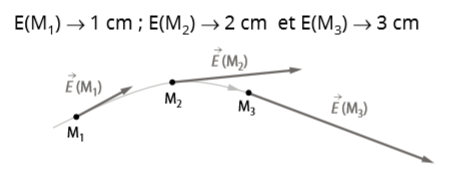 E(M₁) → 1 cm ; E(M₂) → 2 cm et E(M₃) → 3 cm
E⃗ (M₂)
E⃗ (M₁)
M₂
M₃
E⃗ (M₃)
M₁